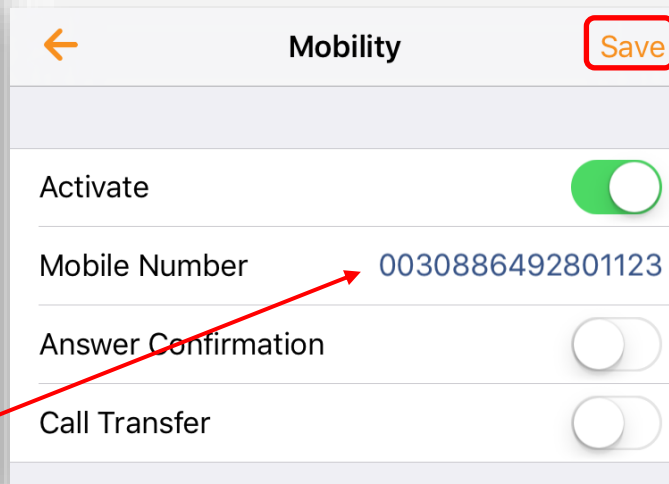 Mobility Save
Activate
Mobile Number 0030886492801123
Answer Confirmation
Call Transfer